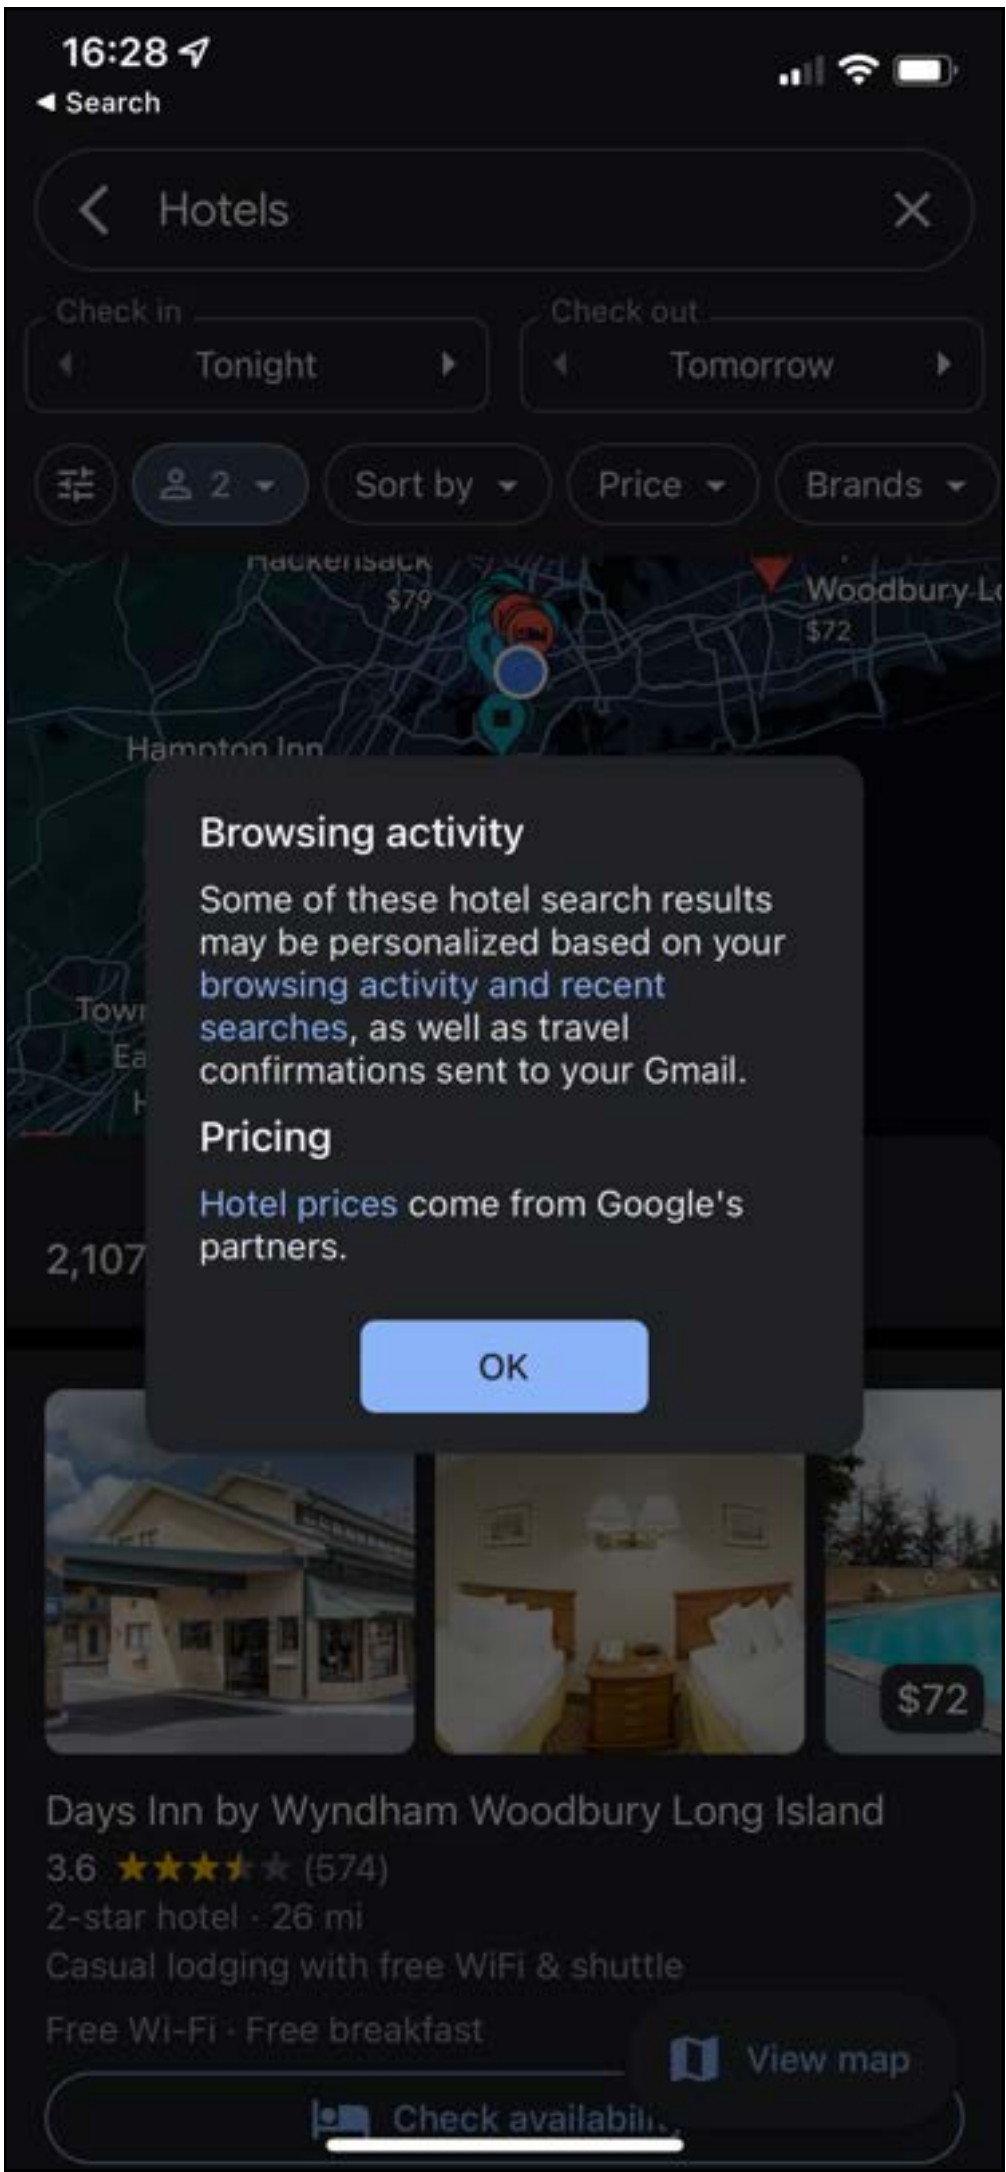 16:28
Search
Hotels
Check in
Check out
Tonight
Tomorrow
2
Sort by
Price
Brands
Hackensack
$79
Woodbury
$72
Hampton Inn
Browsing activity
Some of these hotel search results
may be personalized based on your
browsing activity and recent
searches, as well as travel
confirmations sent to your Gmail.
Pricing
Hotel prices come from Google's
partners.
2,107
OK
$72
Days Inn by Wyndham Woodbury Long Island
3.6 (574)
2-star hotel · 26 mi
Casual lodging with free WiFi & shuttle
Free Wi-Fi · Free breakfast
View map
Check availability